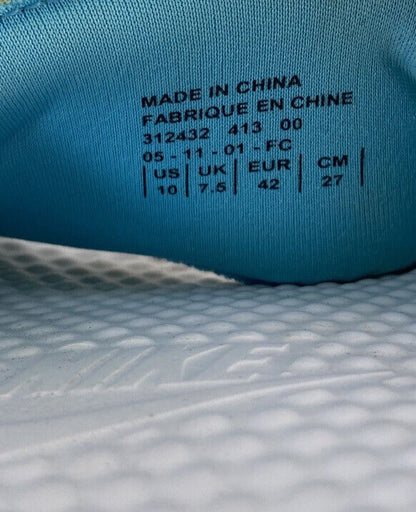 MADE IN CHINA
FABRIQUE EN CHINE
312432 413 00
05 - 11 - 01 - FC
| US | UK | EUR | CM |
| 10 | 7.5 | 42 | 27 |
NIKE